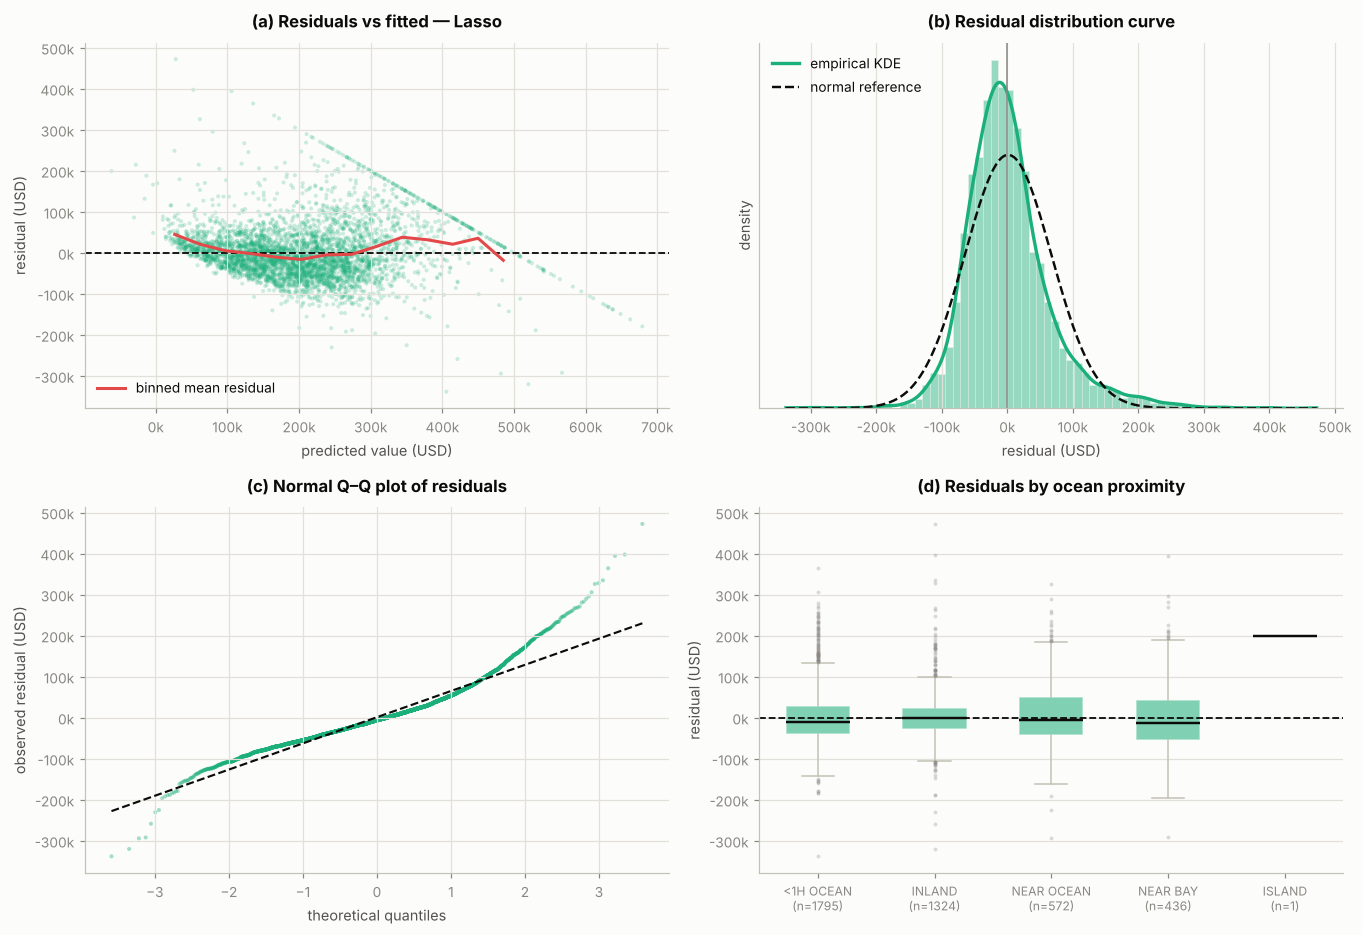 (a) Residuals vs fitted — Lasso
500k
400k
300k
200k
100k
0k
-100k
-200k
-300k
residual (USD)
binned mean residual
0k 100k 200k 300k 400k 500k 600k 700k
predicted value (USD)
(b) Residual distribution curve
empirical KDE
normal reference
density
-300k -200k -100k 0k 100k 200k 300k 400k 500k
residual (USD)
(c) Normal Q–Q plot of residuals
500k
400k
300k
200k
100k
0k
-100k
-200k
-300k
observed residual (USD)
−3 −2 −1 0 1 2 3
theoretical quantiles
(d) Residuals by ocean proximity
500k
400k
300k
200k
100k
0k
-100k
-200k
-300k
residual (USD)
<1H OCEAN INLAND NEAR OCEAN NEAR BAY ISLAND
(n=1795) (n=1324) (n=572) (n=436) (n=1)